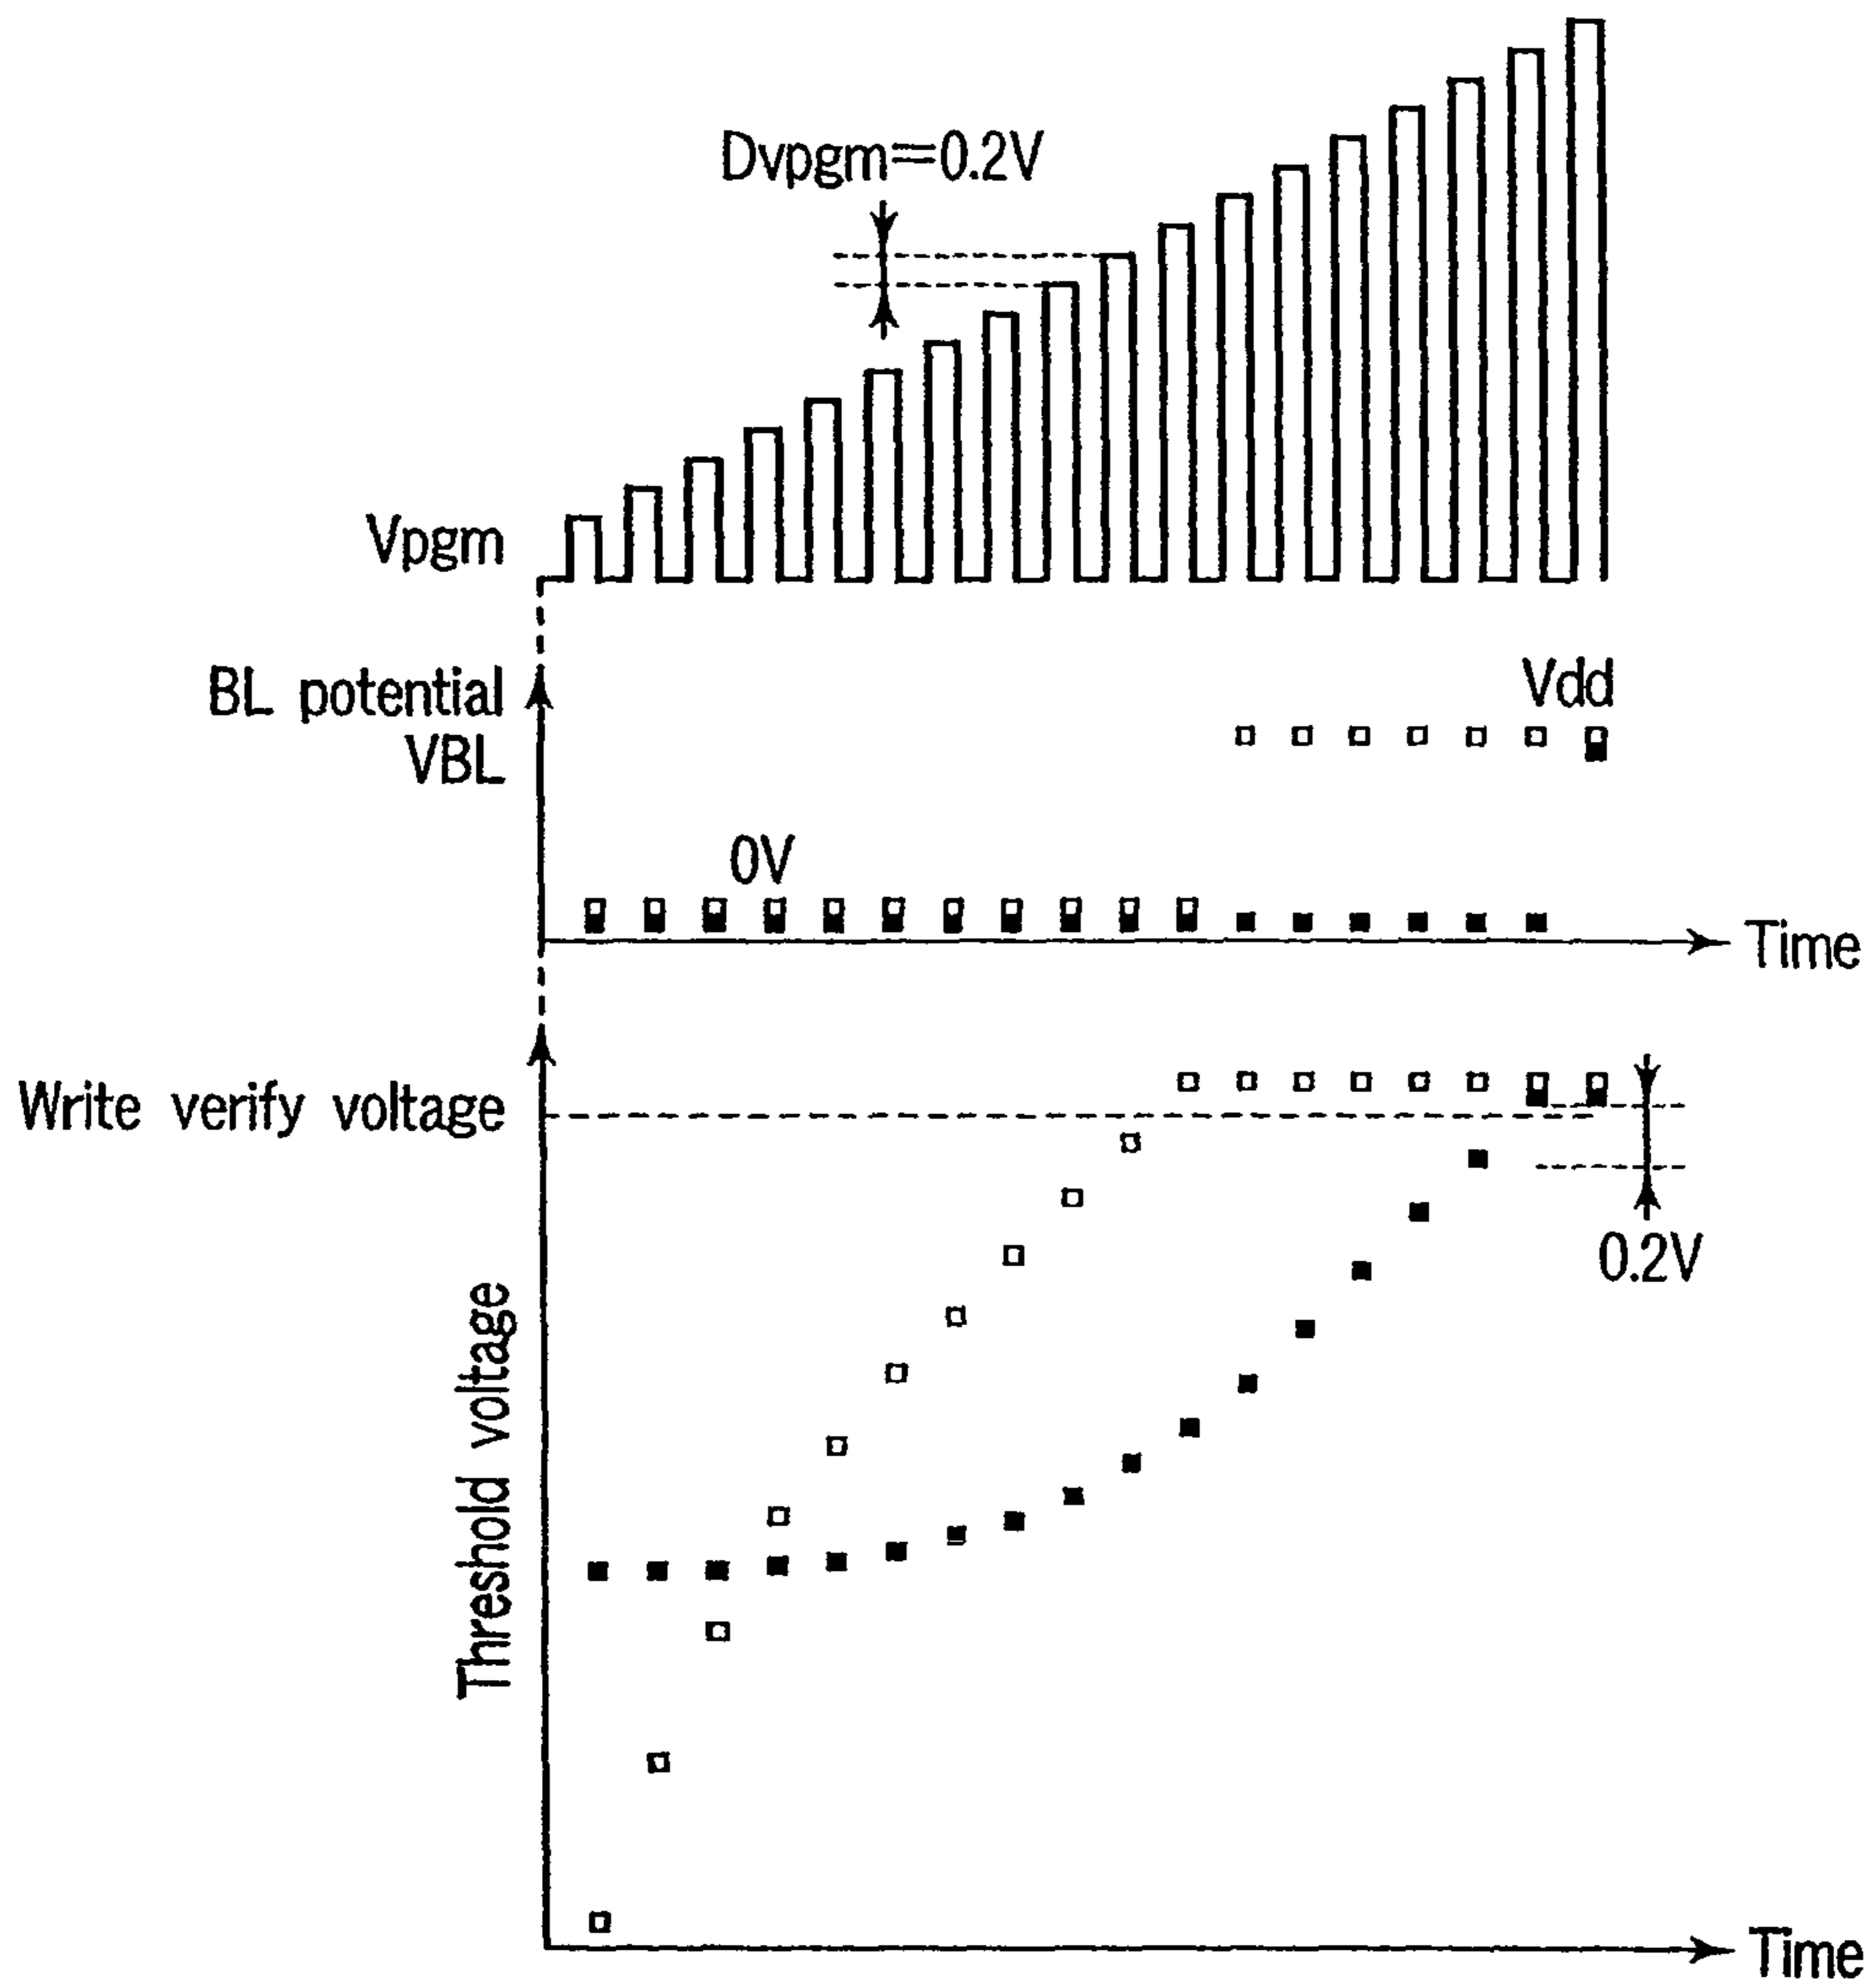 Dvpgm=0.2V
Vpgm
BL potential
VBL
Vdd
0V
Time
Write verify voltage
0.2V
Threshold voltage
Time